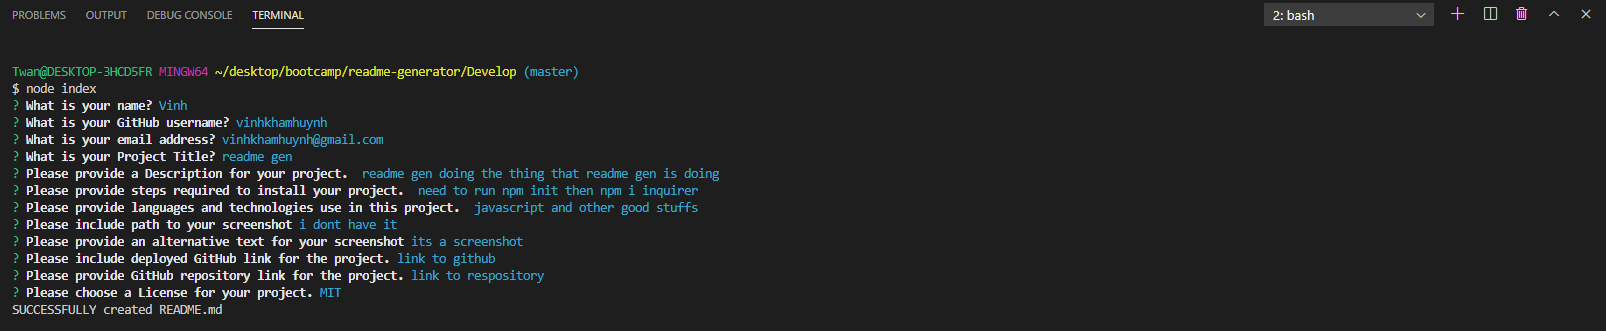 PROBLEMS OUTPUT DEBUG CONSOLE TERMINAL 2: bash
Twan@DESKTOP-3HCD5FR MINGW64 ~/desktop/bootcamp/readme-generator/Develop (master)
$ node index
? What is your name? Vinh
? What is your GitHub username? vinhkhamhuynh
? What is your email address? vinhkhamhuynh@gmail.com
? What is your Project Title? readme gen
? Please provide a Description for your project.  readme gen doing the thing that readme gen is doing
? Please provide steps required to install your project.  need to run npm init then npm i inquirer
? Please provide languages and technologies use in this project.  javascript and other good stuffs
? Please include path to your screenshot i dont have it
? Please provide an alternative text for your screenshot its a screenshot
? Please include deployed GitHub link for the project. link to github
? Please provide GitHub repository link for the project. link to respository
? Please choose a License for your project. MIT
SUCCESSFULLY created README.md